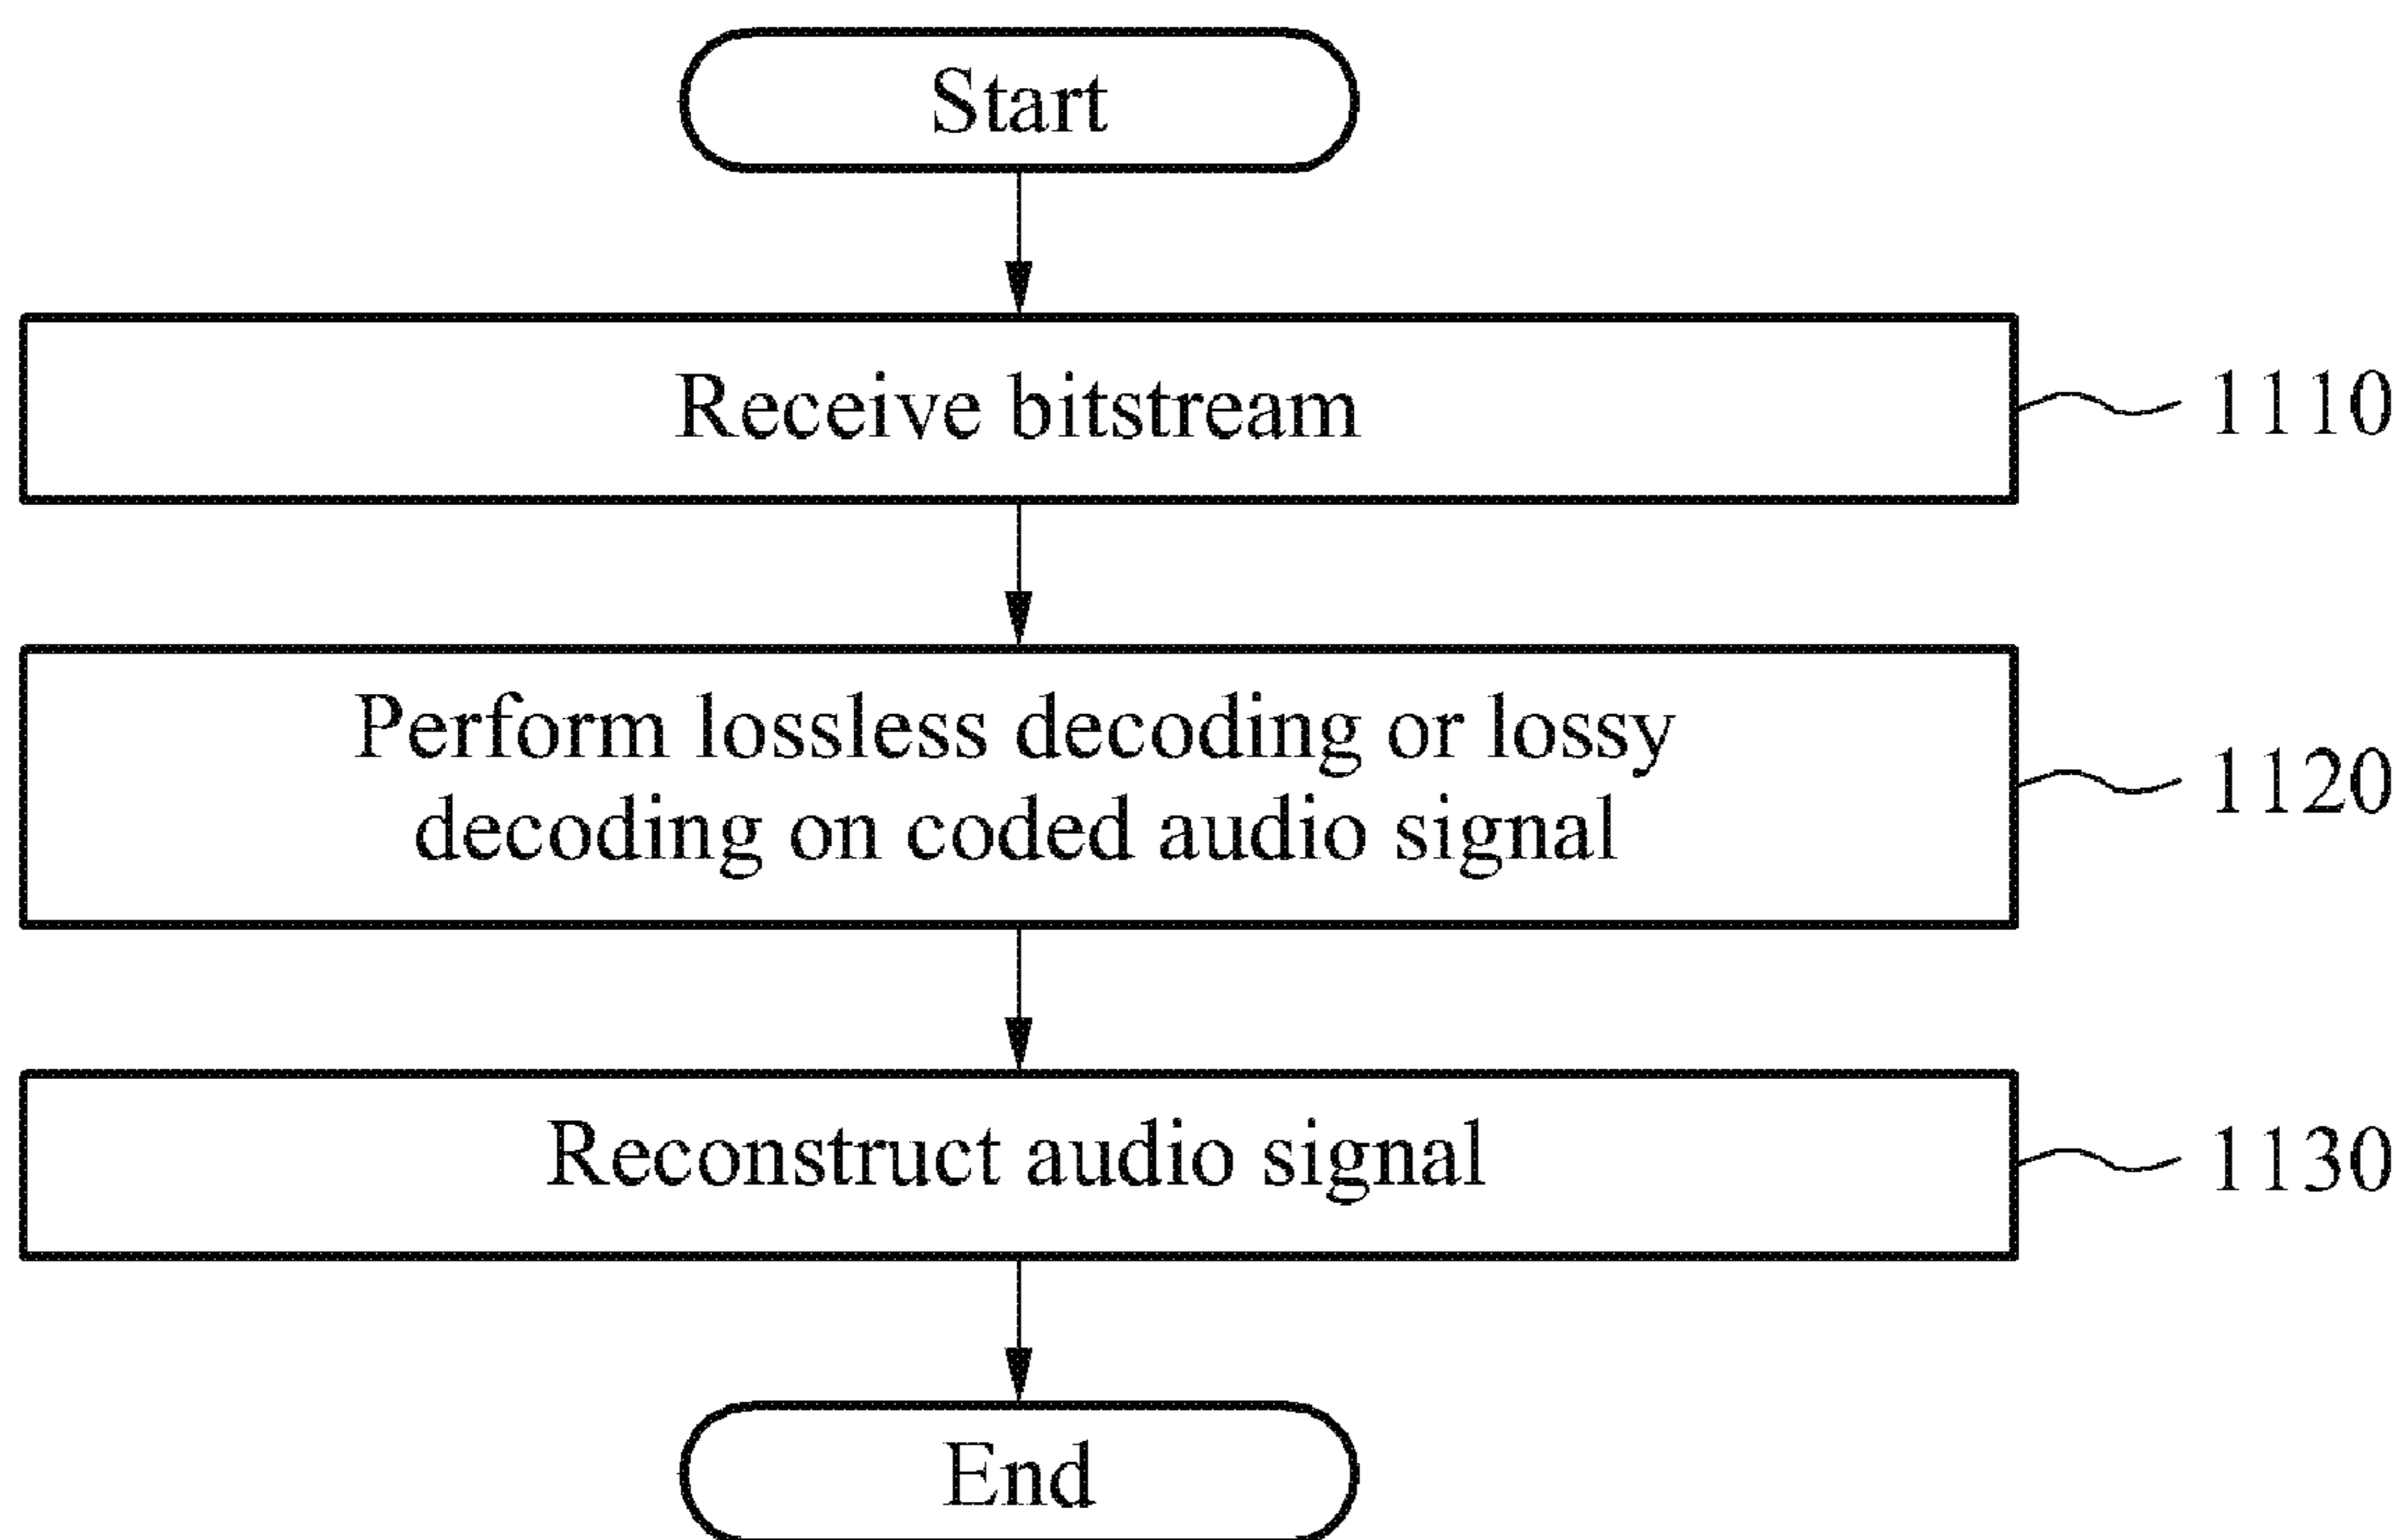 Start
Receive bitstream
1110
Perform lossless decoding or lossy
decoding on coded audio signal
1120
Reconstruct audio signal
1130
End